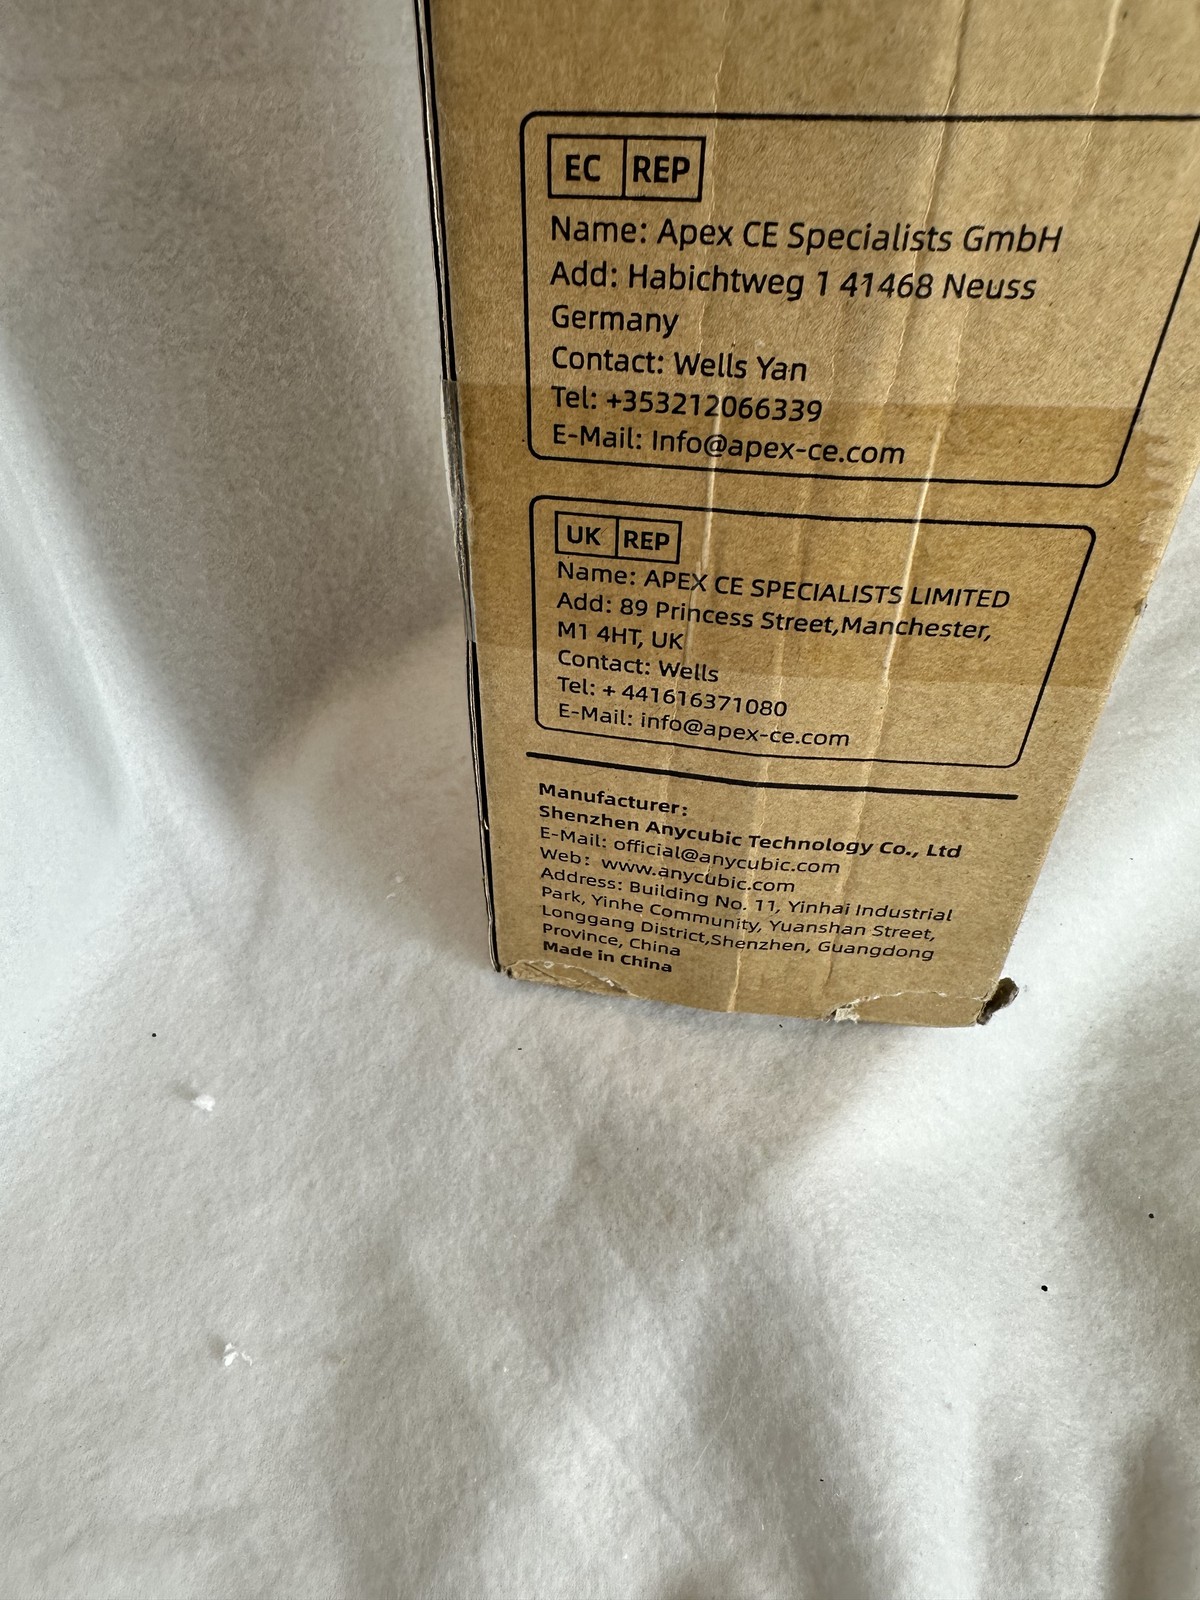 EC REP
Name: Apex CE Specialists GmbH
Add: Habichtweg 1 41468 Neuss
Germany
Contact: Wells Yan
Tel: +353212066339
E-Mail: Info@apex-ce.com
UK REP
Name: APEX CE SPECIALISTS LIMITED
Add: 89 Princess Street,Manchester,
M1 4HT, UK
Contact: Wells
Tel: + 441616371080
E-Mail: info@apex-ce.com
Manufacturer:
Shenzhen Anycubic Technology Co., Ltd
E-Mail: official@anycubic.com
Web: www.anycubic.com
Address: Building No. 11, Yinhai Industrial
Park, Yinhe Community, Yuanshan Street,
Longgang District,Shenzhen, Guangdong
Province, China
Made in China